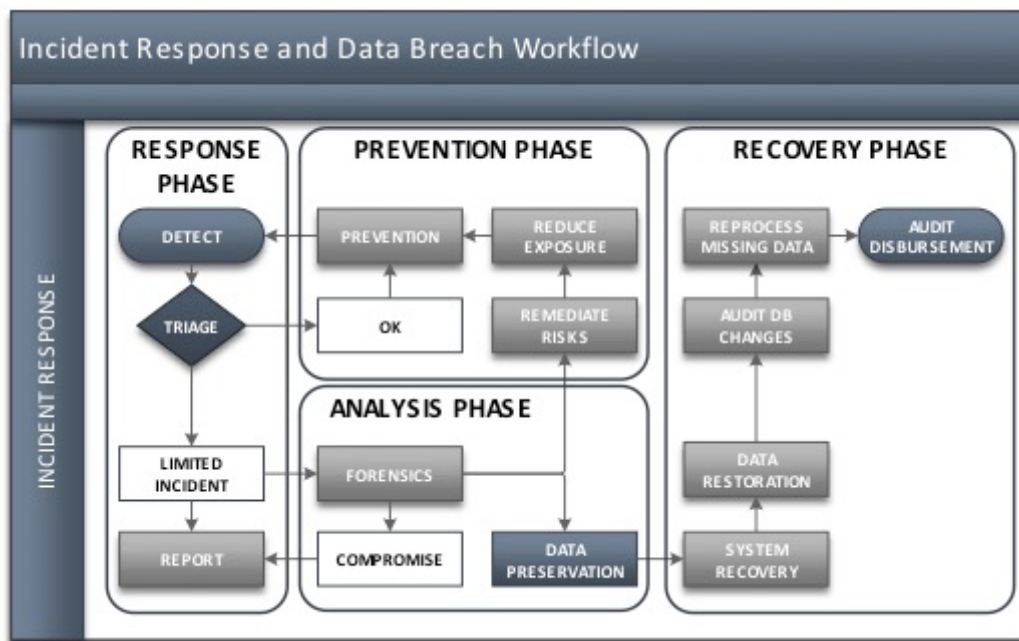 Incident Response and Data Breach Workflow
INCIDENT RESPONSE
RESPONSE
PHASE
DETECT
TRIAGE
LIMITED
INCIDENT
REPORT
PREVENTION PHASE
PREVENTION
REDUCE
EXPOSURE
OK
REMEDIATE
RISKS
ANALYSIS PHASE
FORENSICS
COMPROMISE
DATA
PRESERVATION
RECOVERY PHASE
REPROCESS
MISSING DATA
AUDIT
DISBURSEMENT
AUDIT DB
CHANGES
DATA
RESTORATION
SYSTEM
RECOVERY